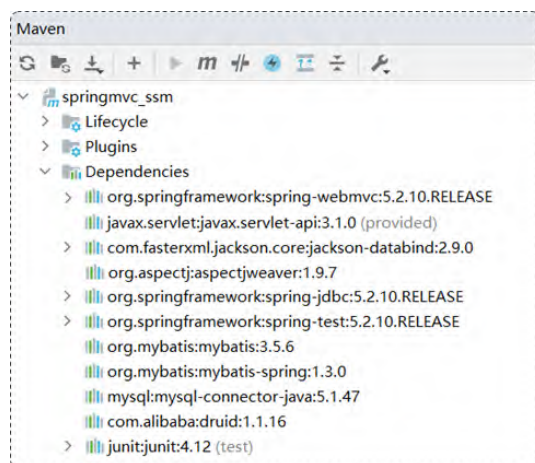 Maven
springmvc_ssm
Lifecycle
Plugins
Dependencies
org.springframework:spring-webmvc:5.2.10.RELEASE
javax.servlet:javax.servlet-api:3.1.0 (provided)
com.fasterxml.jackson.core:jackson-databind:2.9.0
org.aspectj:aspectjweaver:1.9.7
org.springframework:spring-jdbc:5.2.10.RELEASE
org.springframework:spring-test:5.2.10.RELEASE
org.mybatis:mybatis:3.5.6
org.mybatis:mybatis-spring:1.3.0
mysql:mysql-connector-java:5.1.47
com.alibaba:druid:1.1.16
junit:junit:4.12 (test)